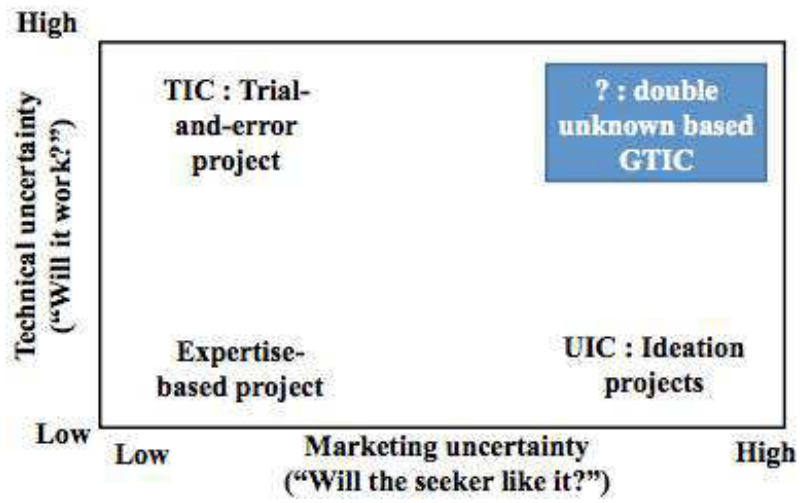 High
TIC : Trial-
and-error
project
? : double
unknown based
GTIC
Technical uncertainty
(“Will it work?”)
Expertise-
based project
UIC : Ideation
projects
Low
Low
Marketing uncertainty
High
(“Will the seeker like it?”)